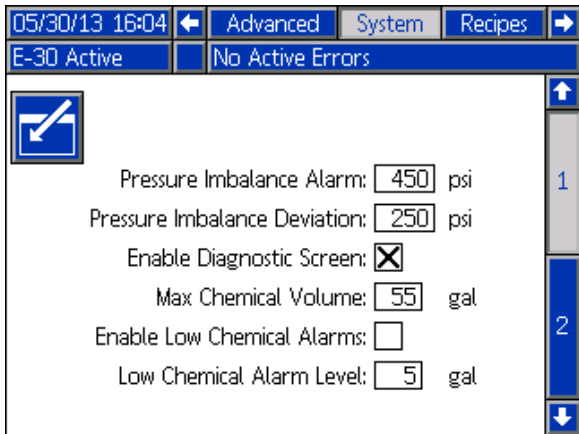 05/30/13 16:04 Advanced System Recipes
E-30 Active No Active Errors
Pressure Imbalance Alarm: 450 psi
1
Pressure Imbalance Deviation: 250 psi
Enable Diagnostic Screen:
Max Chemical Volume: 55 gal
Enable Low Chemical Alarms:
2
Low Chemical Alarm Level: 5 gal